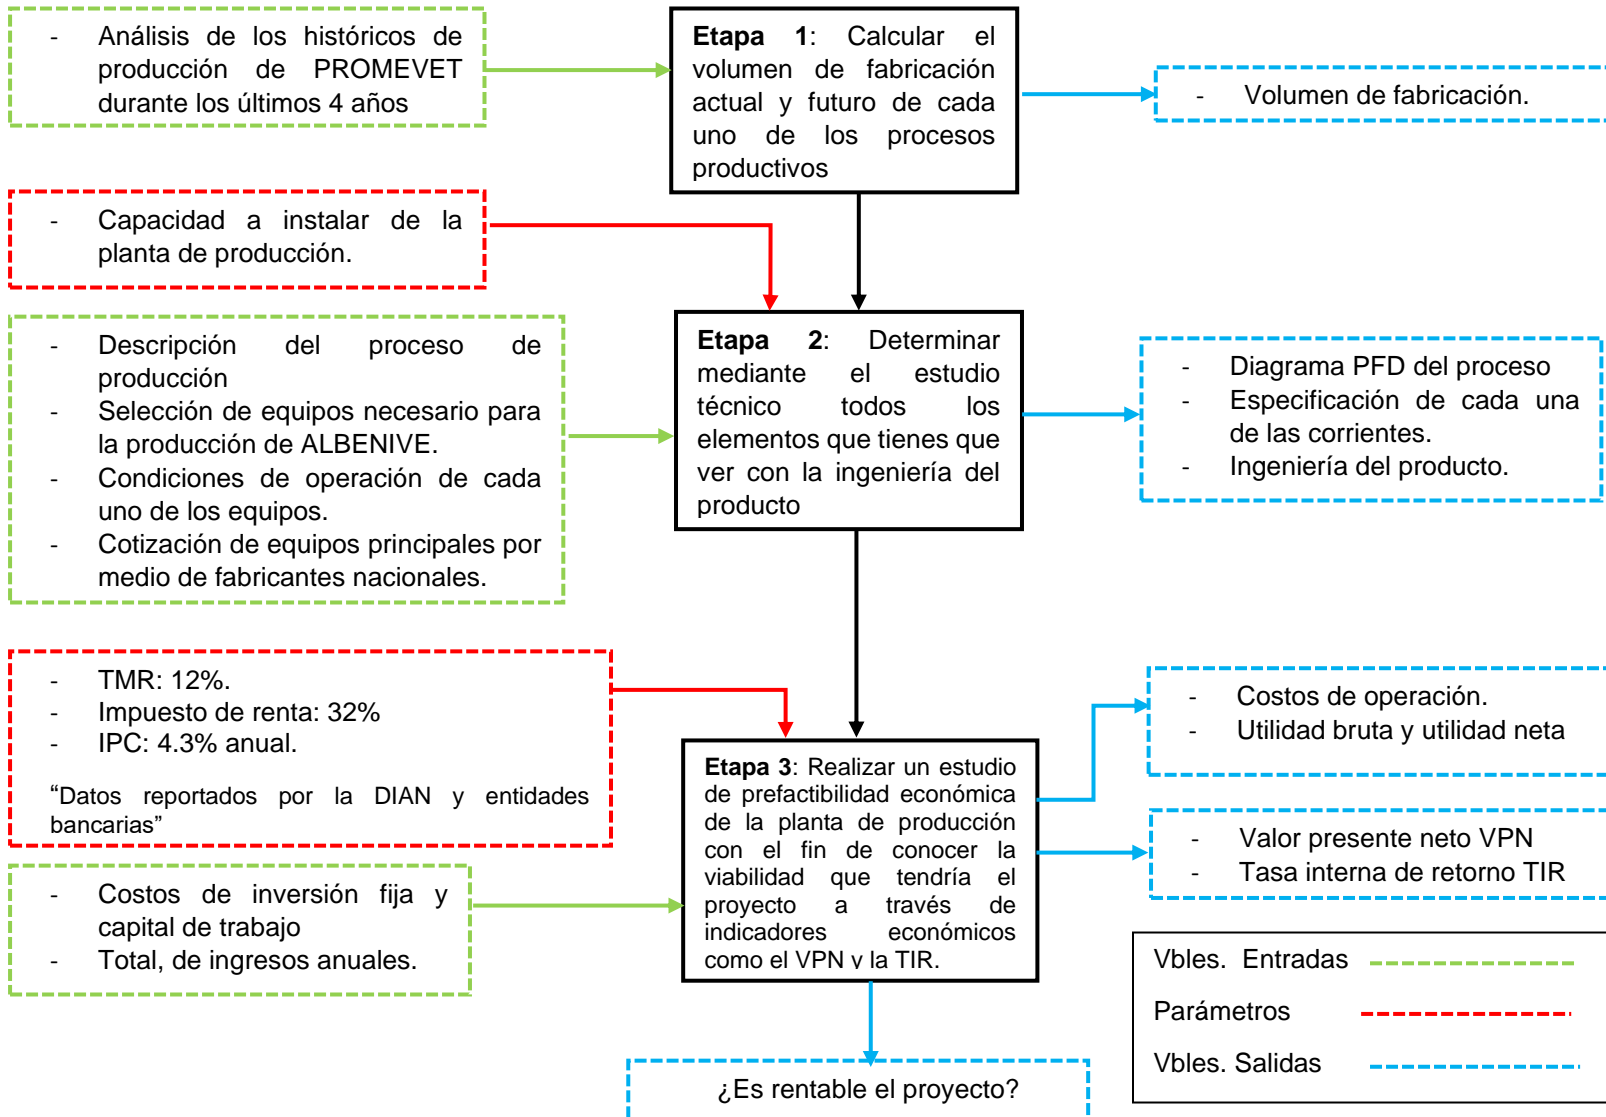 - Análisis de los históricos de
producción de PROMEVET
durante los últimos 4 años
Etapa 1: Calcular el
volumen de fabricación
actual y futuro de cada
uno de los procesos
productivos
- Volumen de fabricación.
- Capacidad a instalar de la
planta de producción.
- Descripción del proceso de
producción
- Selección de equipos necesario para
la producción de ALBENIVE.
- Condiciones de operación de cada
uno de los equipos.
- Cotización de equipos principales por
medio de fabricantes nacionales.
Etapa 2: Determinar
mediante el estudio
técnico todos los
elementos que tienes que
ver con la ingeniería del
producto
- Diagrama PFD del proceso
- Especificación de cada una
de las corrientes.
- Ingeniería del producto.
- TMR: 12%.
- Impuesto de renta: 32%
- IPC: 4.3% anual.
“Datos reportados por la DIAN y entidades
bancarias”
- Costos de inversión fija y
capital de trabajo
- Total, de ingresos anuales.
Etapa 3: Realizar un estudio
de prefactibilidad económica
de la planta de producción
con el fin de conocer la
viabilidad que tendría el
proyecto a través de
indicadores económicos
como el VPN y la TIR.
- Costos de operación.
- Utilidad bruta y utilidad neta
- Valor presente neto VPN
- Tasa interna de retorno TIR
Vbles. Entradas
Parámetros
Vbles. Salidas
¿Es rentable el proyecto?